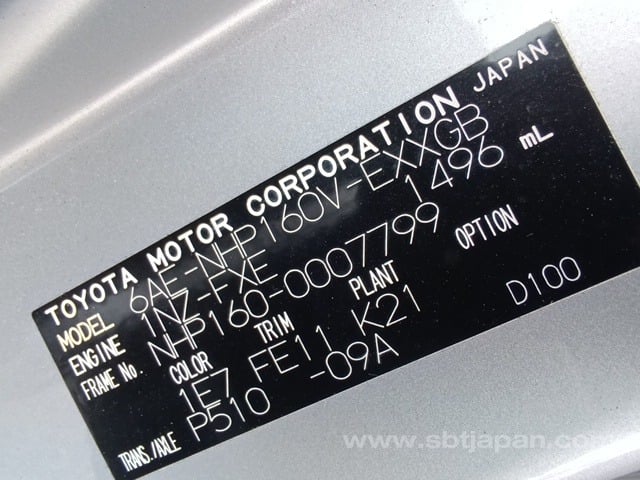 TOYOTA MOTOR CORPORATION JAPAN
MODEL 6AE-NHP160V-EXXGB
ENGINE 1NZ-FXE 1496 mL
FRAME No. NHP160-0007799
COLOR TRIM PLANT OPTION
1E7 FE11 K21 D100
TRANS./AXLE P510 -09A
www.sbtjapan.com